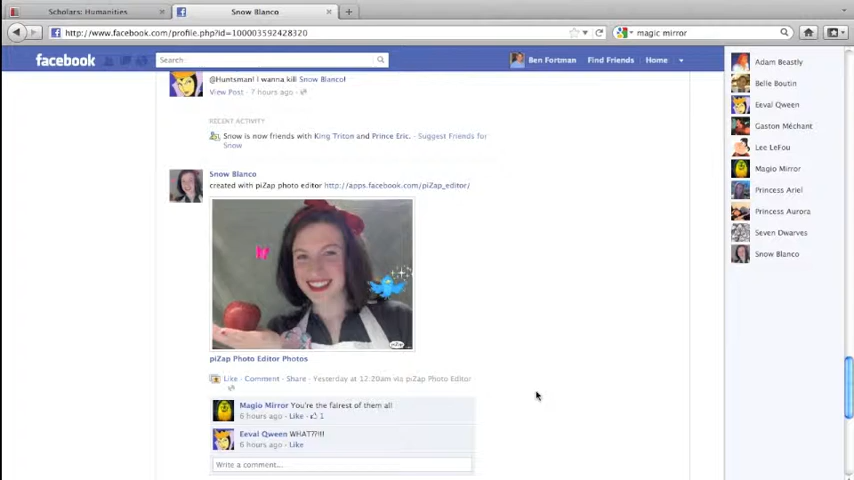 Scholars: Humanities
Snow Blanco
http://www.facebook.com/profile.php?id=100003592428320
magic mirror
facebook
Search
Ben Fortman
Find Friends
Home
@Huntsman! I wanna kill Snow Blanco!
View Post · 7 hours ago ·
RECENT ACTIVITY
Snow is now friends with King Triton and Prince Eric. · Suggest Friends for
Snow
Snow Blanco
created with piZap photo editor http://apps.facebook.com/piZap_editor/
piZap
piZap Photo Editor Photos
Like · Comment · Share · Yesterday at 12:20am via piZap Photo Editor
Magio Mirror You're the fairest of them all
6 hours ago · Like · 1
Eeval Qween WHAT??!!!
6 hours ago · Like
Write a comment...
Adam Beastly
Belle Boutin
Eeval Qween
Gaston Méchant
Lee LeFou
Magio Mirror
Princess Ariel
Princess Aurora
Seven Dwarves
Snow Blanco